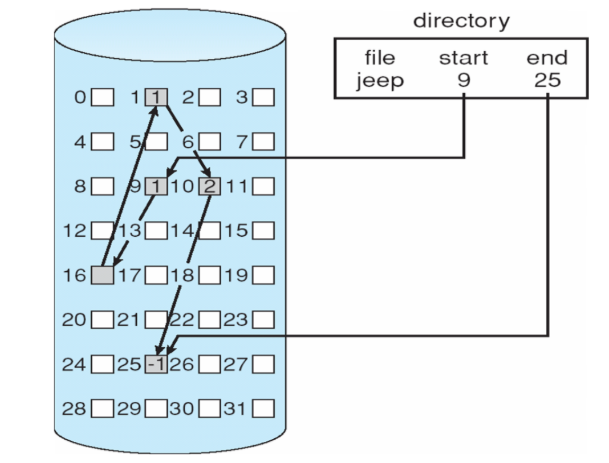 directory
file start end
jeep 9 25
0 1 1 2 3
4 5 6 7
8 9 1 10 2 11
12 13 14 15
16 17 18 19
20 21 22 23
24 25 -1 26 27
28 29 30 31